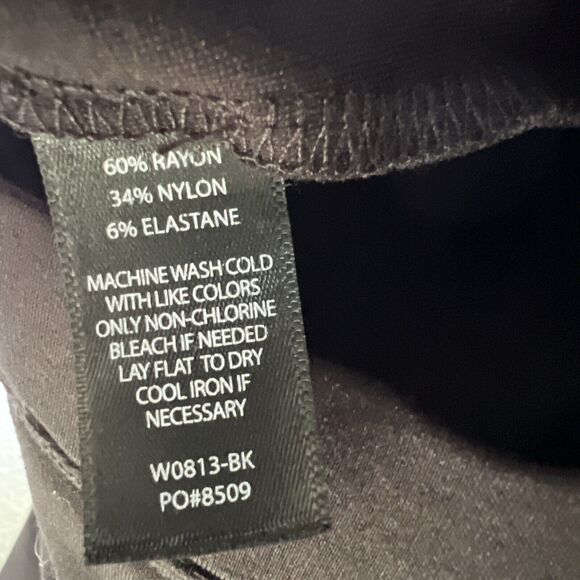 60% RAYON
34% NYLON
6% ELASTANE
MACHINE WASH COLD
WITH LIKE COLORS
ONLY NON-CHLORINE
BLEACH IF NEEDED
LAY FLAT TO DRY
COOL IRON IF
NECESSARY
W0813-BK
PO#8509